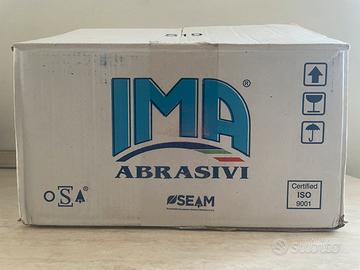 IMA
®
ABRASIVI
OSA
SEAM
Certified
ISO
9001
Subito